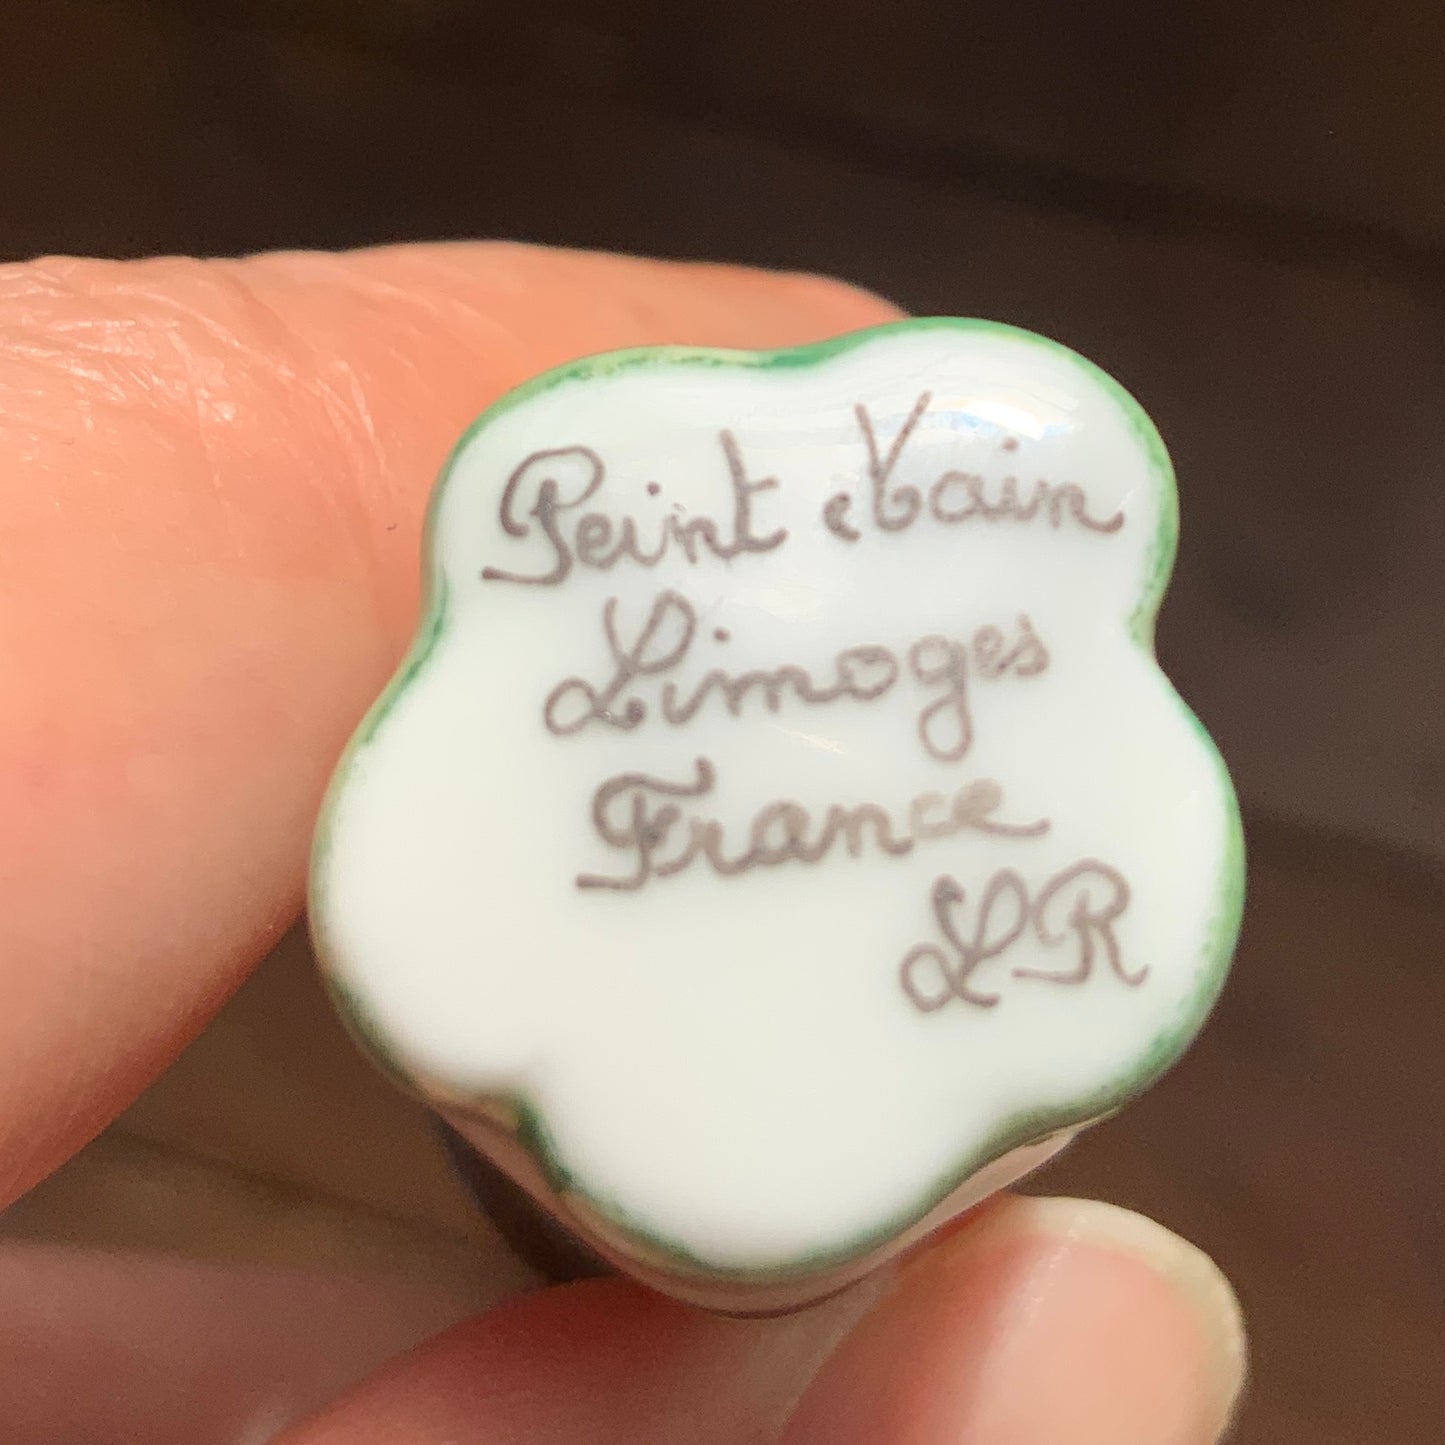 Peint Main
Limoges
France
LR